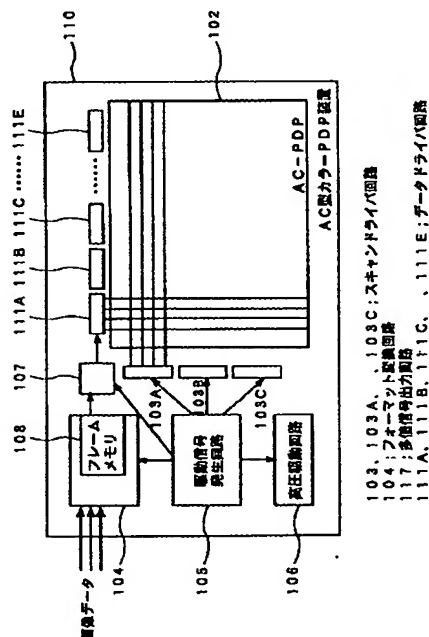 110
102
111A 111B 111C …… 111E
……
AC-PDP
AC型カラーPDP装置
107
108
フレーム
メモリ
103A
103B
103C
画像データ
104
駆動信号
発生回路
105
高圧駆動回路
106
103, 103A, 、103C;スキャンドライバ回路
104;フォーマット変換回路
117;多値信号出力回路
111A, 111B, 111C, 、111E;データドライバ回路